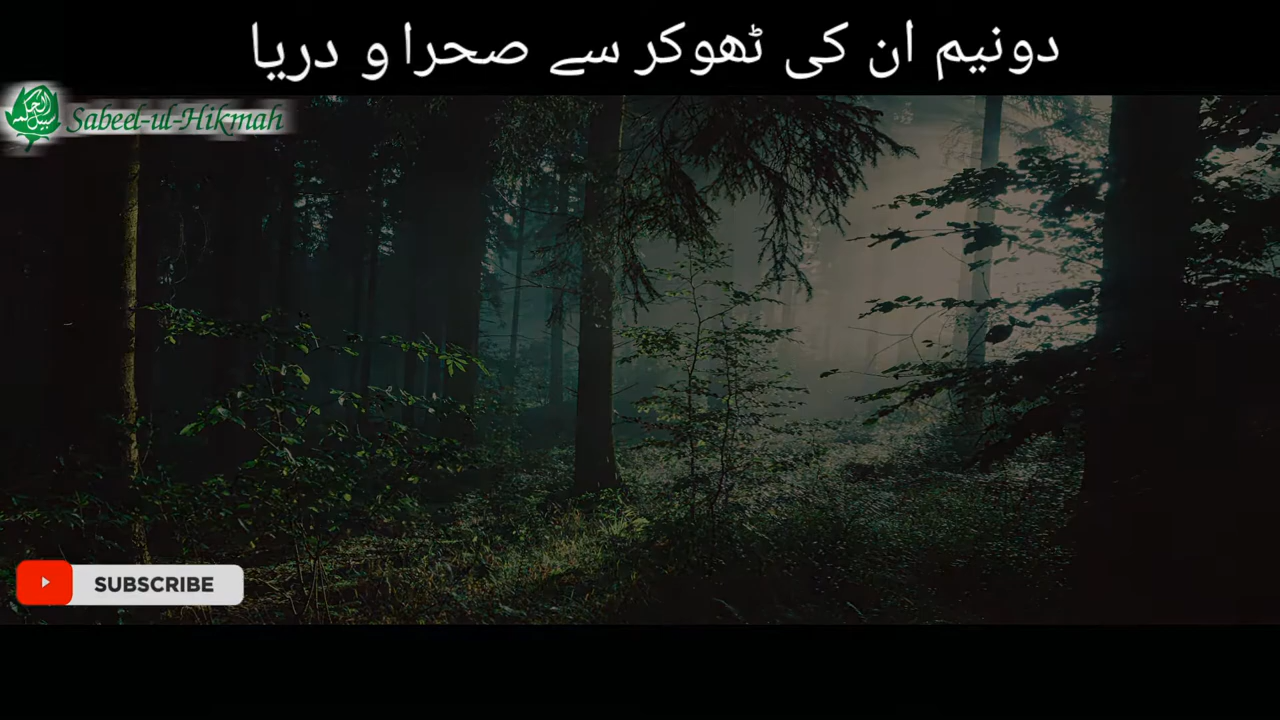 دونیم ان کی ٹھوکر سے صحرا و دریا
Sabeel-ul-Hikmah
SUBSCRIBE